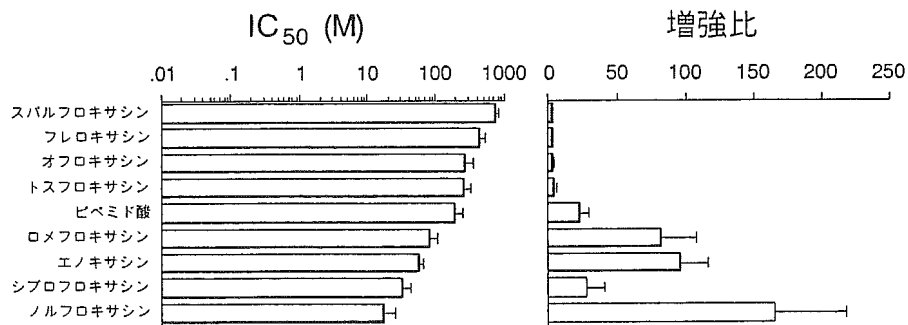 IC50 (M)
増強比
.01 .1 1 10 100 1000
0 50 100 150 200 250
スパルフロキサシン
フレロキサシン
オフロキサシン
トスフロキサシン
ピペミド酸
ロメフロキサシン
エノキサシン
シプロフロキサシン
ノルフロキサシン